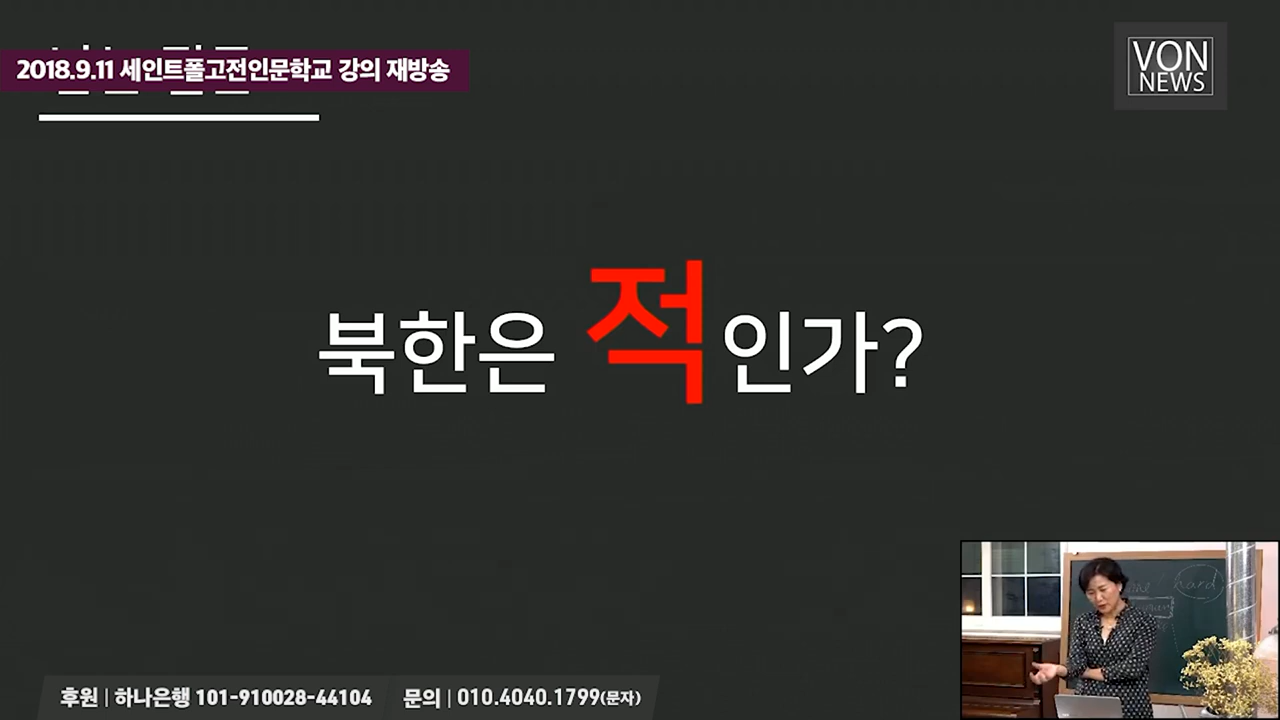 2018.9.11 세인트폴고전인문학교 강의 재방송
VON
NEWS
북한은 적인가?
hard
후원 | 하나은행 101-910028-44104 문의 | 010.4040.1799(문자)